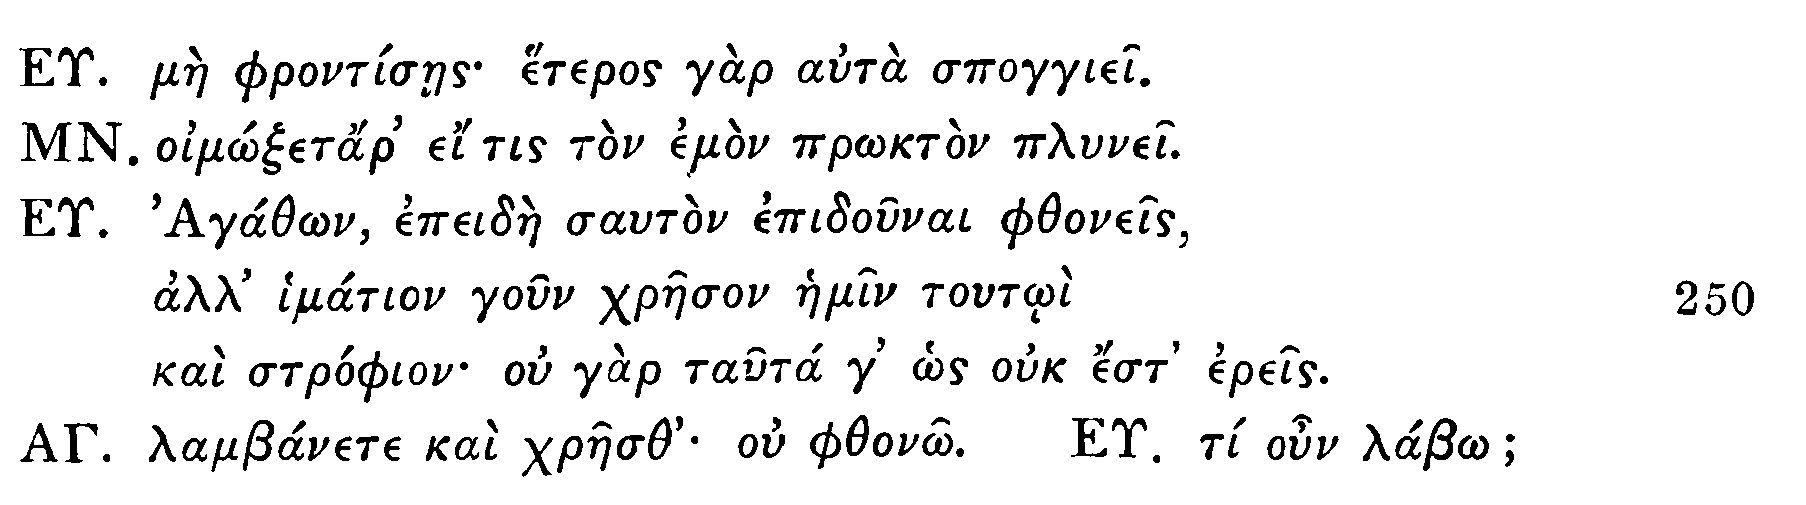 ΕΥ. μὴ φροντίσῃς· ἕτερος γὰρ αὐτὰ σπογγιεῖ.
ΜΝ. οἰμώξετἄρ’ εἴ τις τὸν ἐμὸν πρωκτὸν πλυνεῖ.
ΕΥ. Ἀγάθων, ἐπειδὴ σαυτὸν ἐπιδοῦναι φθονεῖς,
ἀλλ’ ἱμάτιον γοῦν χρῆσον ἡμῖν τουτῳὶ 250
καὶ στρόφιον· οὐ γὰρ ταῦτά γ’ ὡς οὐκ ἔστ’ ἐρεῖς.
ΑΓ. λαμβάνετε καὶ χρῆσθ’· οὐ φθονῶ. ΕΥ. τί οὖν λάβω;